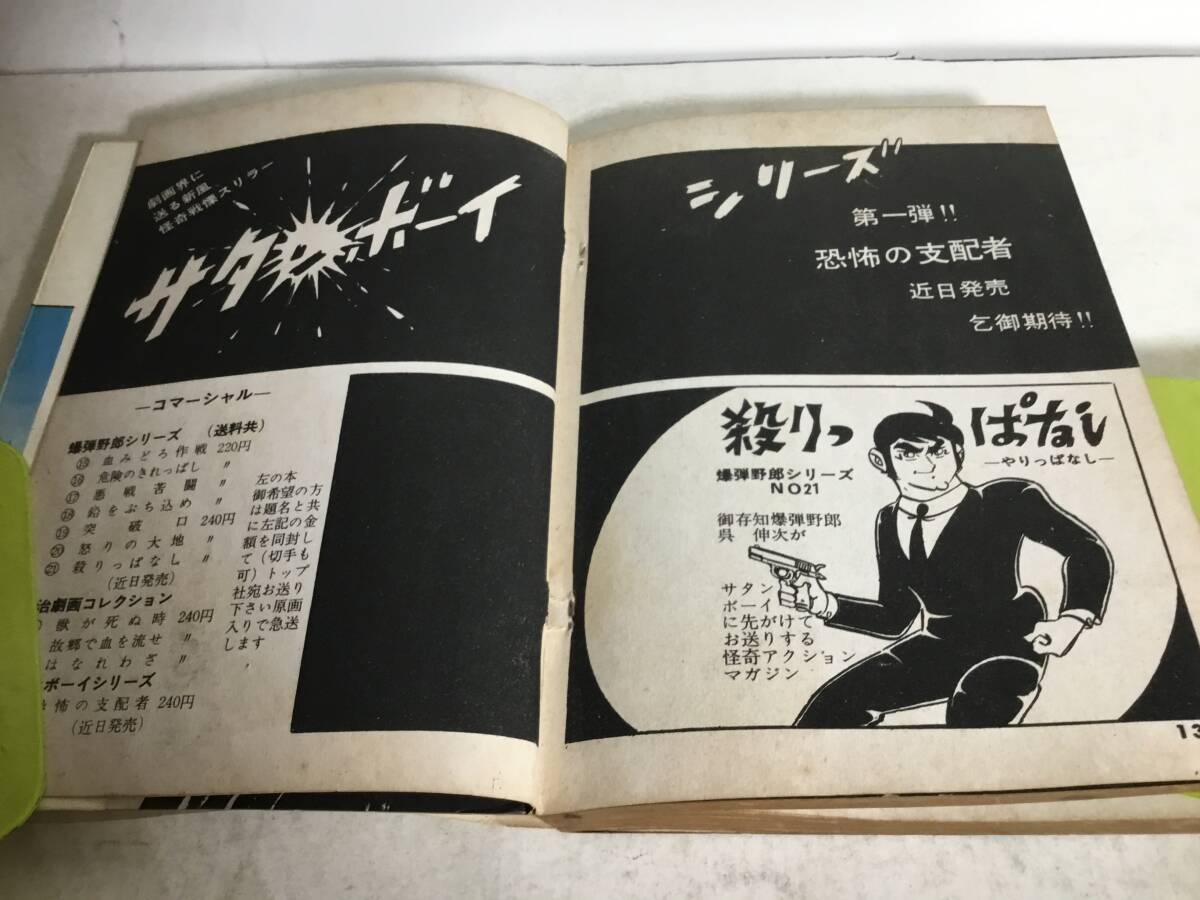 劇画界に
送る新風
怪奇戦慄スリラー
サタンボーイ
シリーズ
第一弾!!
恐怖の支配者
近日発売
乞御期待!!
―コマーシャル―
爆弾野郎シリーズ (送料共)
⑮ 血みどろ作戦 220円
⑯ 危険のきれっぱし 〃
⑰ 悪戦苦闘 〃
⑱ 鉛をぶち込め 〃
⑲ 突破口 240円
⑳ 怒りの大地 〃
㉑ 殺りっぱなし 〃
(近日発売)
治劇画コレクション
獣が死ぬ時 240円
故郷で血を流せ 〃
はなれわざ 〃
ボーイシリーズ
怖の支配者 240円
(近日発売)
左の本
御希望の方
は題名と共
に左記の金
額を同封し
て(切手も
可)トップ
社宛お送り
下さい原画
入りで急送
します
殺りっぱなし
―やりっぱなし―
爆弾野郎シリーズ
NO21
御存知爆弾野郎
呉 伸次が
サタン
ボーイ
に先がけて
お送りする
怪奇アクション
マガジン
13